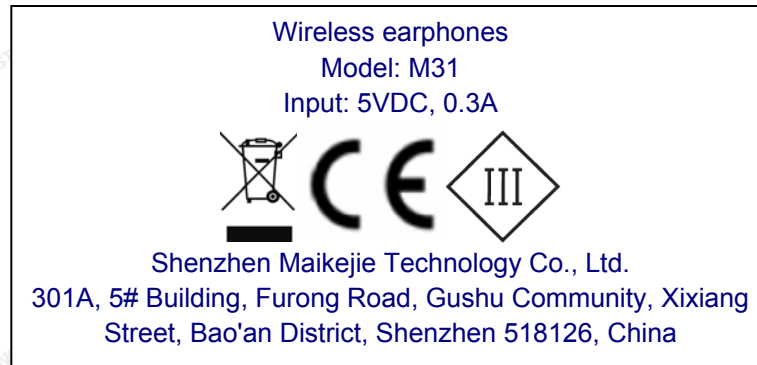 Wireless earphones
Model: M31
Input: 5VDC, 0.3A
CE III
Shenzhen Maikejie Technology Co., Ltd.
301A, 5# Building, Furong Road, Gushu Community, Xixiang
Street, Bao'an District, Shenzhen 518126, China